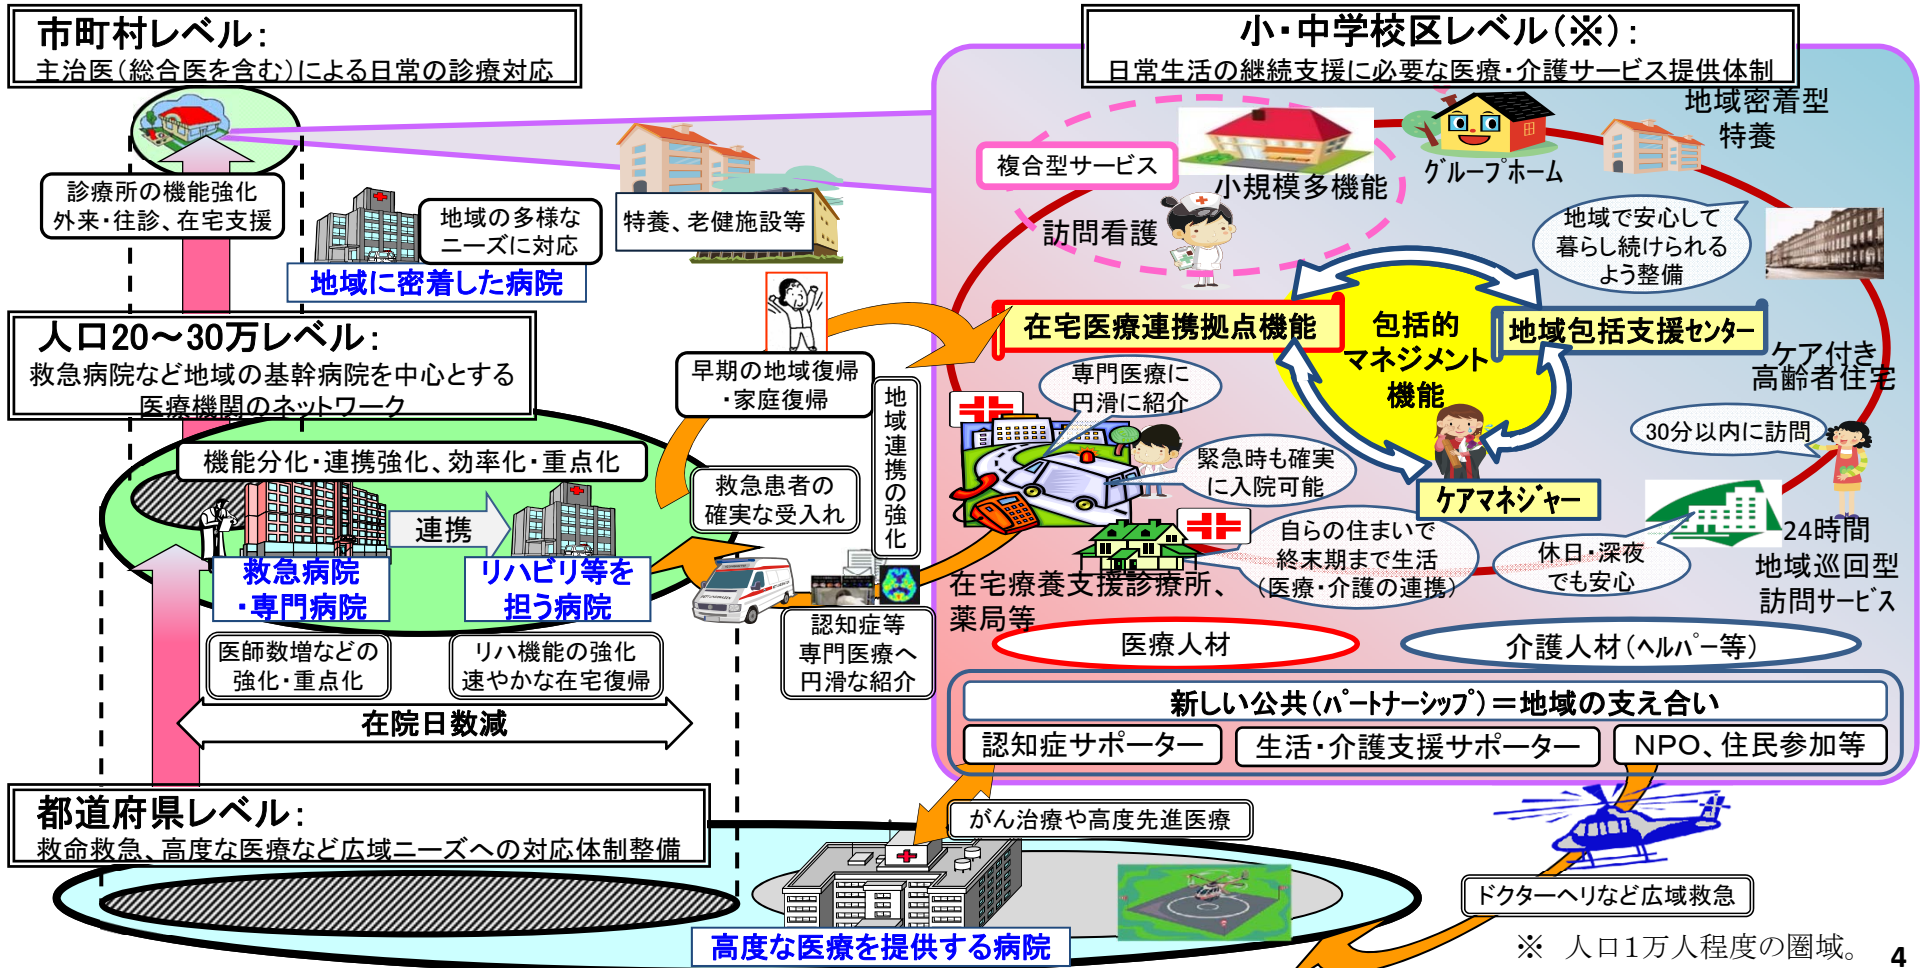 市町村レベル：
主治医（総合医を含む）による日常の診療対応
診療所の機能強化
外来・往診、在宅支援
地域の多様な
ニーズに対応
地域に密着した病院
特養、老健施設等
人口20～30万レベル：
救急病院など地域の基幹病院を中心とする
医療機関のネットワーク
機能分化・連携強化、効率化・重点化
連携
救急病院
・専門病院
リハビリ等を
担う病院
医師数増などの
強化・重点化
リハ機能の強化
速やかな在宅復帰
在院日数減
早期の地域復帰
・家庭復帰
地域連携の強化
救急患者の
確実な受入れ
認知症等
専門医療へ
円滑な紹介
都道府県レベル：
救命救急、高度な医療など広域ニーズへの対応体制整備
がん治療や高度先進医療
高度な医療を提供する病院
ドクターヘリなど広域救急
小・中学校区レベル（※）：
日常生活の継続支援に必要な医療・介護サービス提供体制
複合型サービス
小規模多機能
訪問看護
グループホーム
地域密着型
特養
地域で安心して
暮らし続けられる
よう整備
在宅医療連携拠点機能
包括的
マネジメント
機能
地域包括支援センター
ケア付き
高齢者住宅
専門医療に
円滑に紹介
緊急時も確実
に入院可能
ケアマネジャー
30分以内に訪問
自らの住まいで
終末期まで生活
（医療・介護の連携）
休日・深夜
でも安心
24時間
地域巡回型
訪問サービス
在宅療養支援診療所、
薬局等
医療人材
介護人材（ヘルパー等）
新しい公共（パートナーシップ）＝地域の支え合い
認知症サポーター
生活・介護支援サポーター
NPO、住民参加等
※ 人口1万人程度の圏域。
4